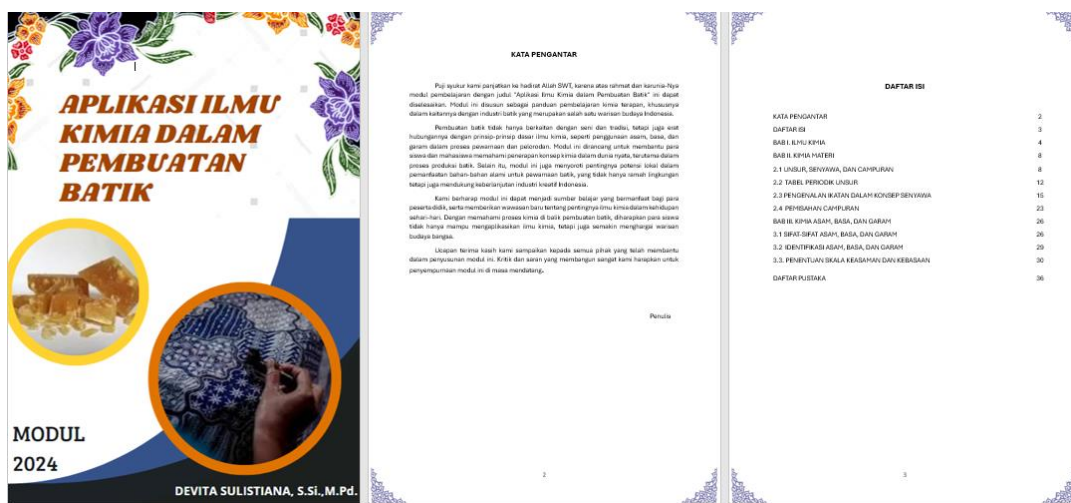 APLIKASI ILMU
KIMIA DALAM
PEMBUATAN
BATIK
MODUL
2024
DEVITA SULISTIANA, S.Si.,M.Pd.
KATA PENGANTAR
Puji syukur kami panjatkan ke hadirat Allah SWT, karena atas rahmat dan karunia-Nya
modul pembelajaran dengan judul "Aplikasi Ilmu Kimia dalam Pembuatan Batik" ini dapat
diselesaikan. Modul ini disusun sebagai panduan pembelajaran kimia terapan, khususnya
dalam kaitannya dengan industri batik yang merupakan salah satu warisan budaya Indonesia.
Pembuatan batik tidak hanya berkaitan dengan seni dan tradisi, tetapi juga erat
hubungannya dengan prinsip-prinsip dasar ilmu kimia, seperti penggunaan asam, basa, dan
garam dalam proses pewarnaan dan pelorodan. Modul ini dirancang untuk membantu para
siswa dan mahasiswa memahami penerapan konsep kimia dalam dunia nyata, terutama dalam
proses produksi batik. Selain itu, modul ini juga menyoroti pentingnya potensi lokal dalam
pemanfaatan bahan-bahan alami untuk pewarnaan batik, yang tidak hanya ramah lingkungan
tetapi juga mendukung keberlanjutan industri kreatif Indonesia.
Kami berharap modul ini dapat menjadi sumber belajar yang bermanfaat bagi para
peserta didik, serta memberikan wawasan baru tentang pentingnya ilmu kimia dalam kehidupan
sehari-hari. Dengan memahami proses kimia di balik pembuatan batik, diharapkan para siswa
tidak hanya mampu mengaplikasikan ilmu kimia, tetapi juga semakin menghargai warisan
budaya bangsa.
Ucapan terima kasih kami sampaikan kepada semua pihak yang telah membantu
dalam penyusunan modul ini. Kritik dan saran yang membangun sangat kami harapkan untuk
penyempurnaan modul ini di masa mendatang.
Penulis
2
DAFTAR ISI
KATA PENGANTAR 2
DAFTAR ISI 3
BAB I. ILMU KIMIA 4
BAB II. KIMIA MATERI 8
2.1 UNSUR, SENYAWA, DAN CAMPURAN 8
2.2 TABEL PERIODIK UNSUR 12
2.3 PENGENALAN IKATAN DALAM KONSEP SENYAWA 15
2.4 PEMISAHAN CAMPURAN 23
BAB III. KIMIA ASAM, BASA, DAN GARAM 26
3.1 SIFAT-SIFAT ASAM, BASA, DAN GARAM 26
3.2 IDENTIFIKASI ASAM, BASA, DAN GARAM 29
3.3. PENENTUAN SKALA KEASAMAN DAN KEBASAAN 30
DAFTAR PUSTAKA 36
3